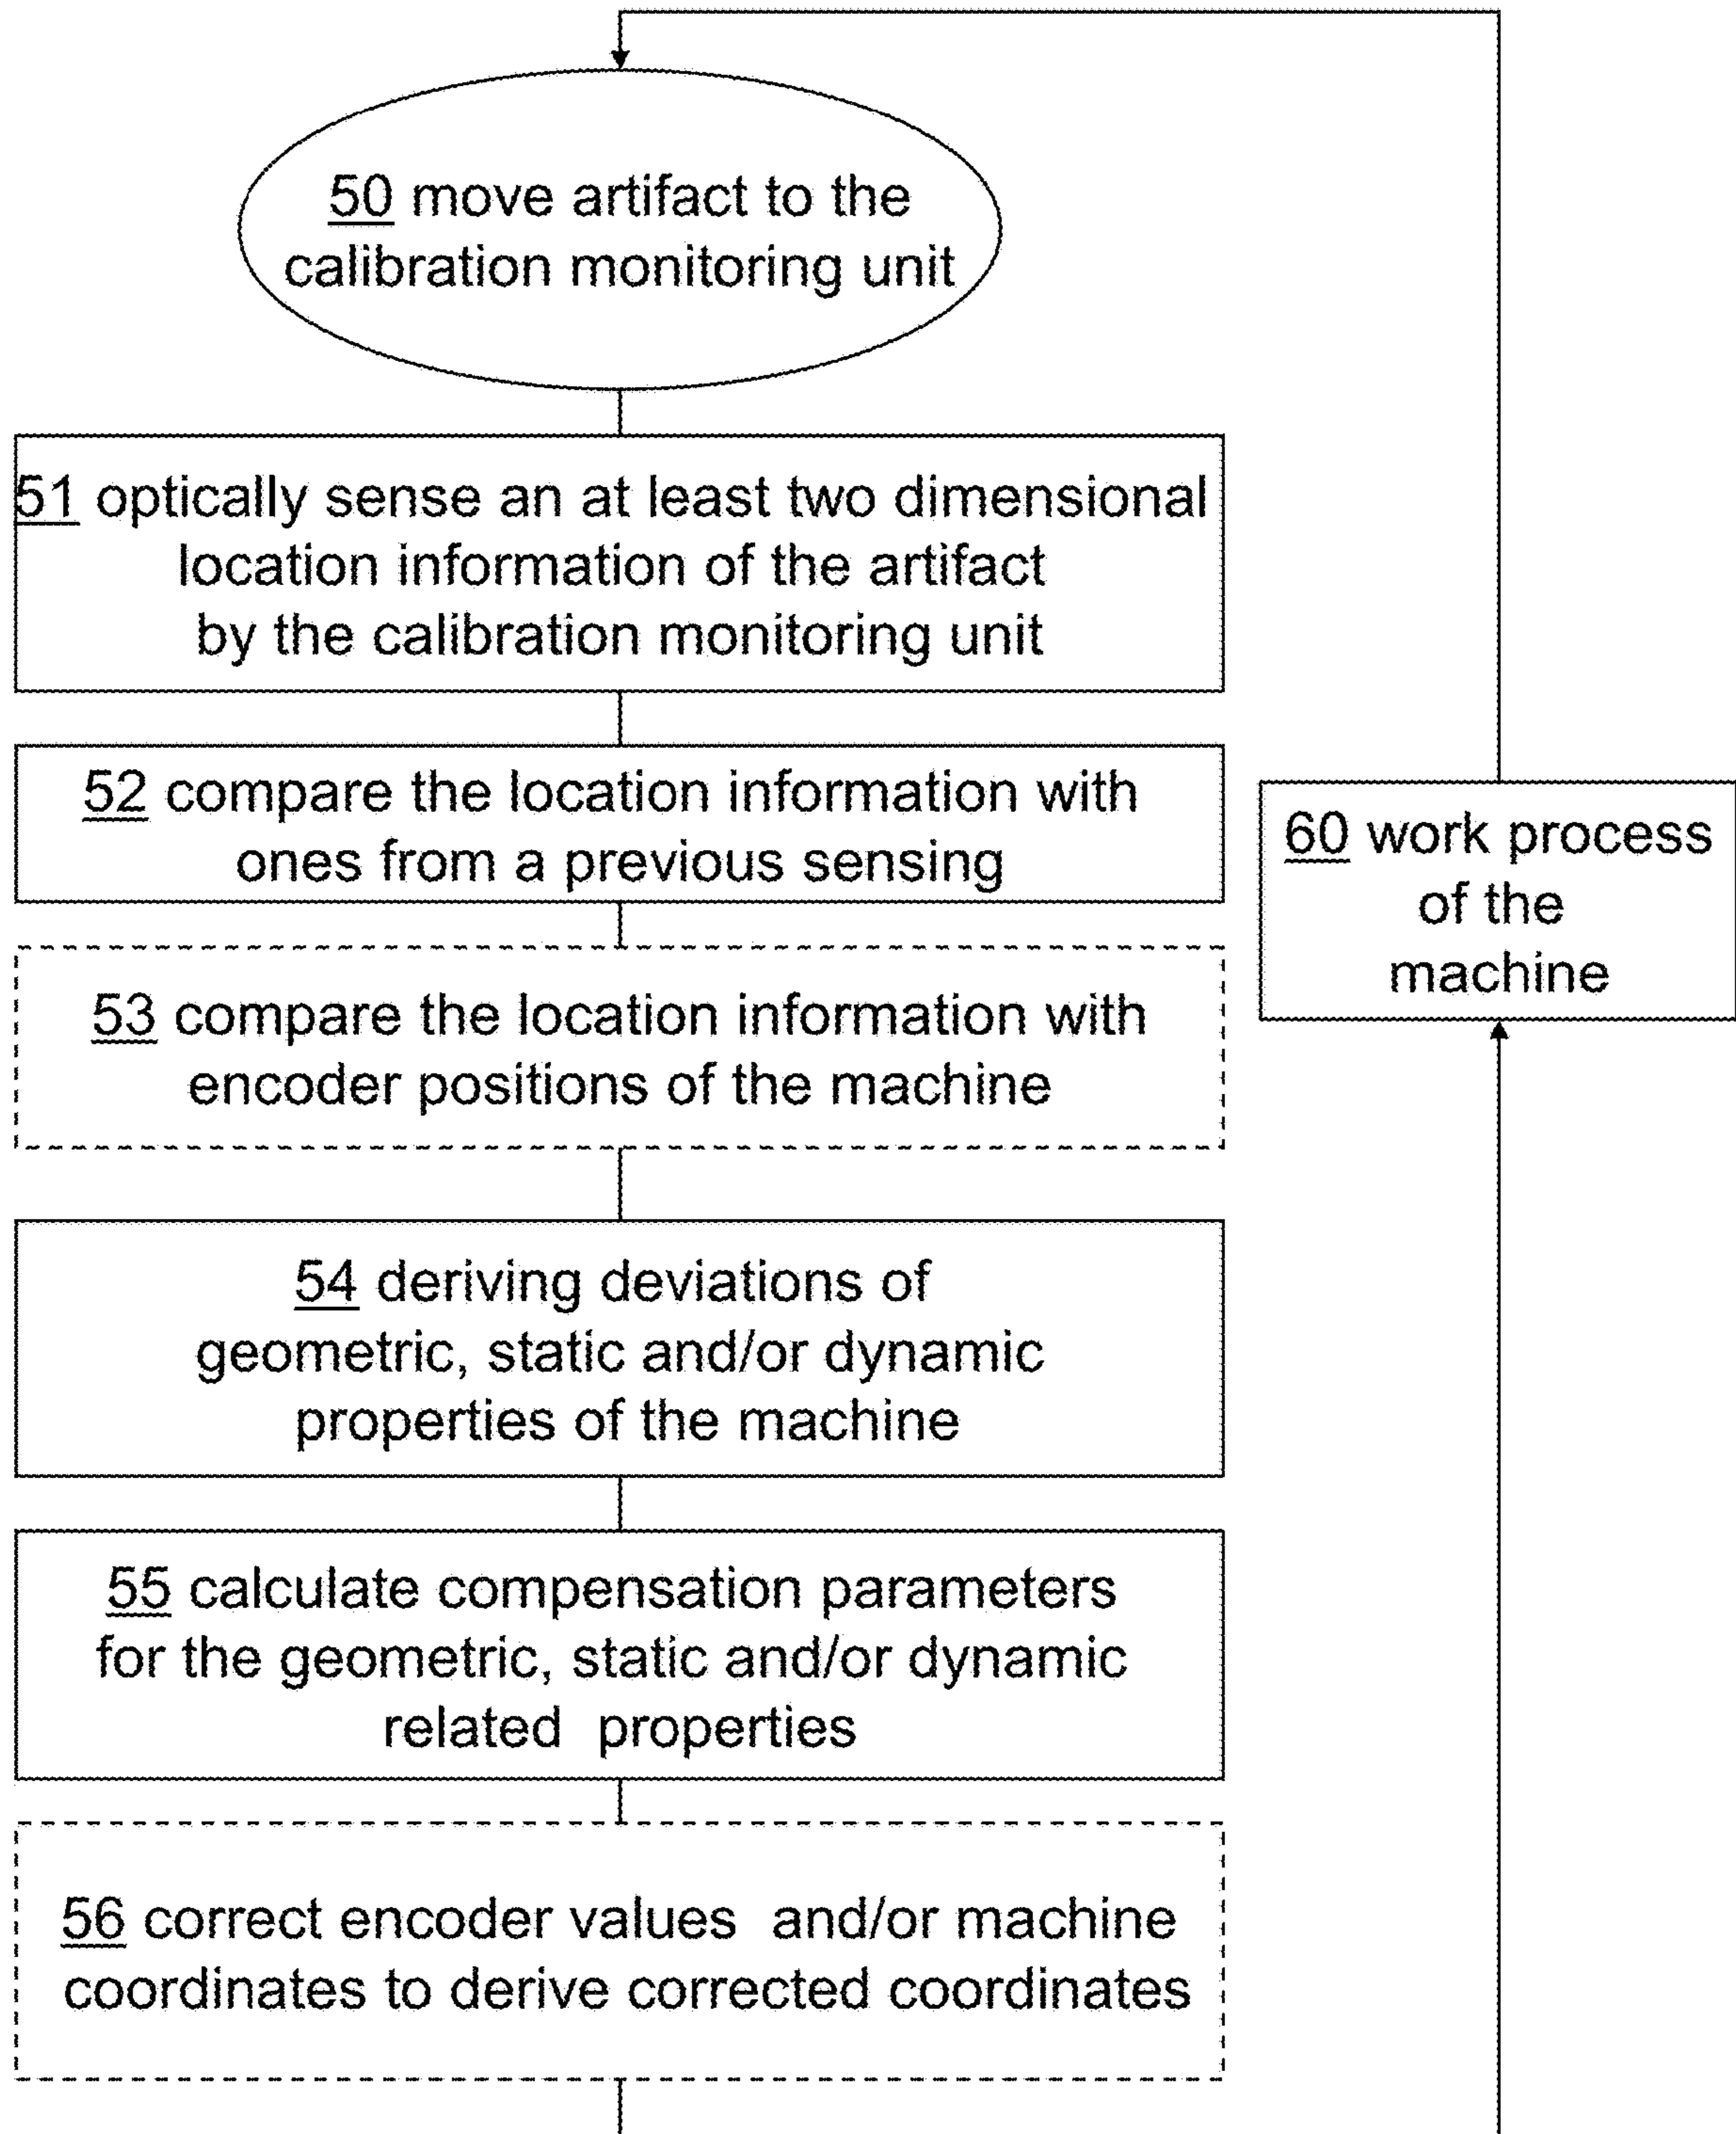 50 move artifact to the
calibration monitoring unit
51 optically sense an at least two dimensional
location information of the artifact
by the calibration monitoring unit
52 compare the location information with
ones from a previous sensing
53 compare the location information with
encoder positions of the machine
54 deriving deviations of
geometric, static and/or dynamic
properties of the machine
55 calculate compensation parameters
for the geometric, static and/or dynamic
related properties
56 correct encoder values and/or machine
coordinates to derive corrected coordinates
60 work process
of the
machine